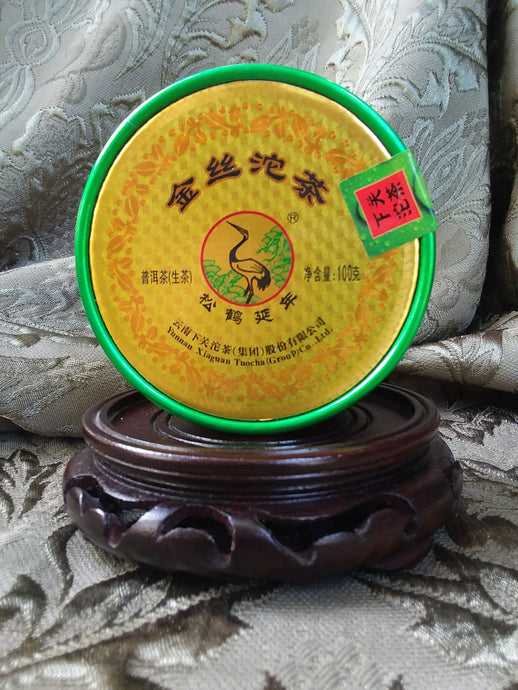 金丝沱茶
®
普洱茶(生茶)
净含量:100克
松鹤延年
云南下关沱茶(集团)股份有限公司
Yunnan Xiaguan Tuocha(GrouP)Co.,Ltd.
下关
沱茶